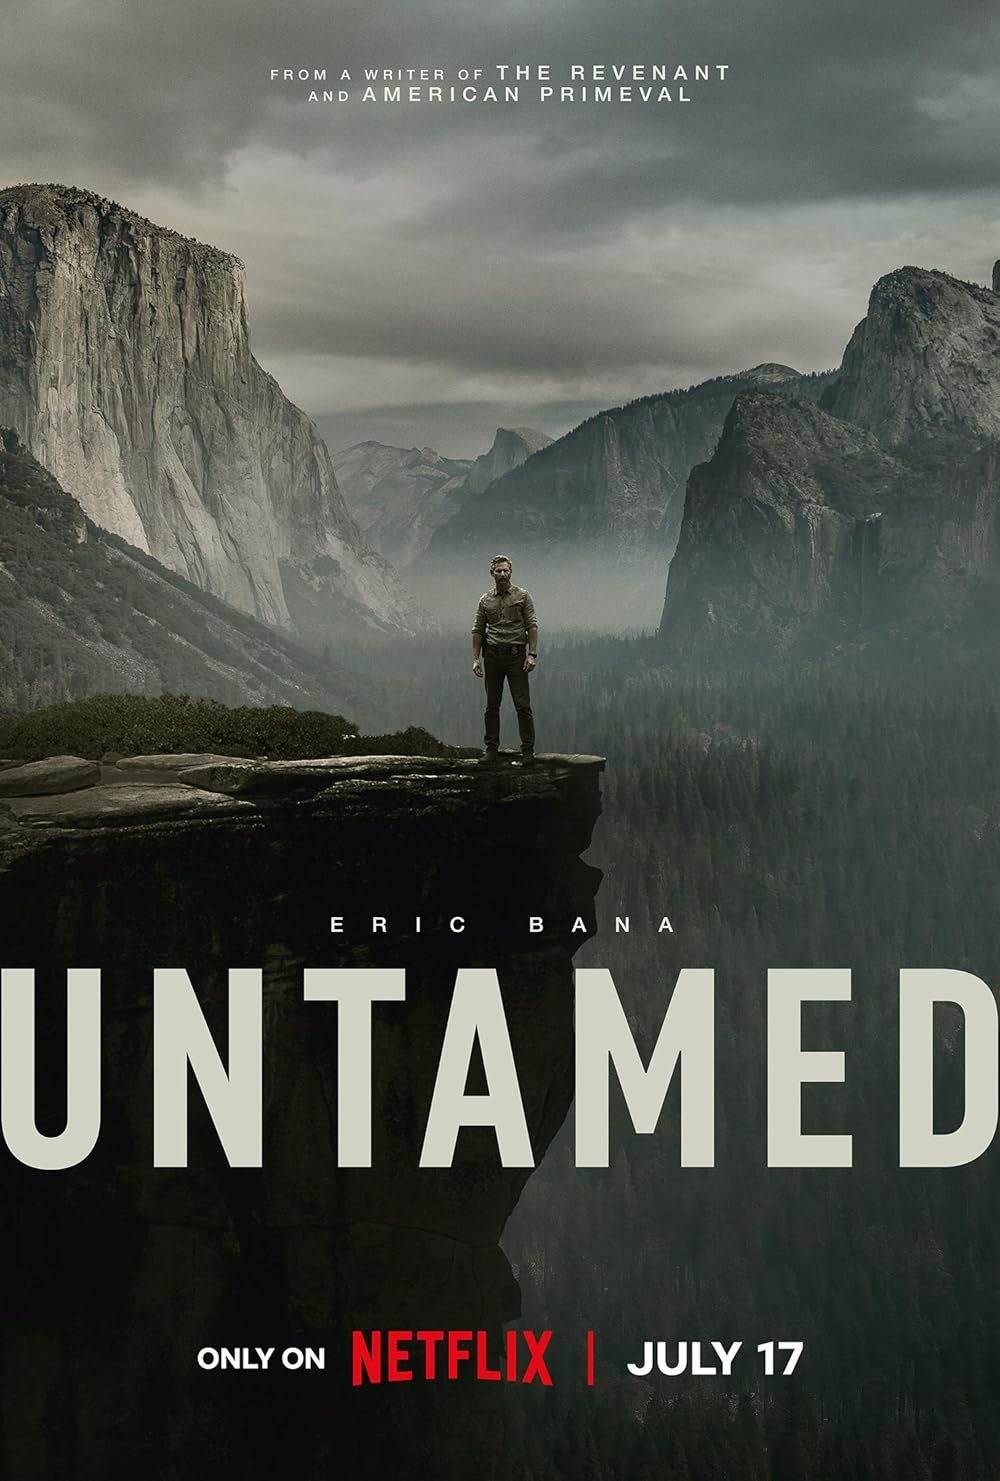 FROM A WRITER OF THE REVENANT
AND AMERICAN PRIMEVAL
ERIC BANA
UNTAMED
ONLY ON NETFLIX | JULY 17